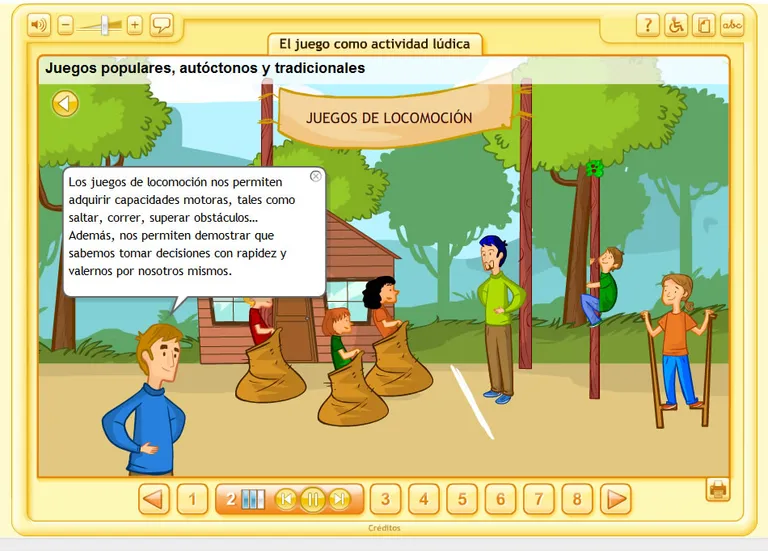 ?
abc
El juego como actividad lúdica
Juegos populares, autóctonos y tradicionales
JUEGOS DE LOCOMOCIÓN
Los juegos de locomoción nos permiten
adquirir capacidades motoras, tales como
saltar, correr, superar obstáculos...
Además, nos permiten demostrar que
sabemos tomar decisiones con rapidez y
valernos por nosotros mismos.
1 2 3 4 5 6 7 8
Créditos